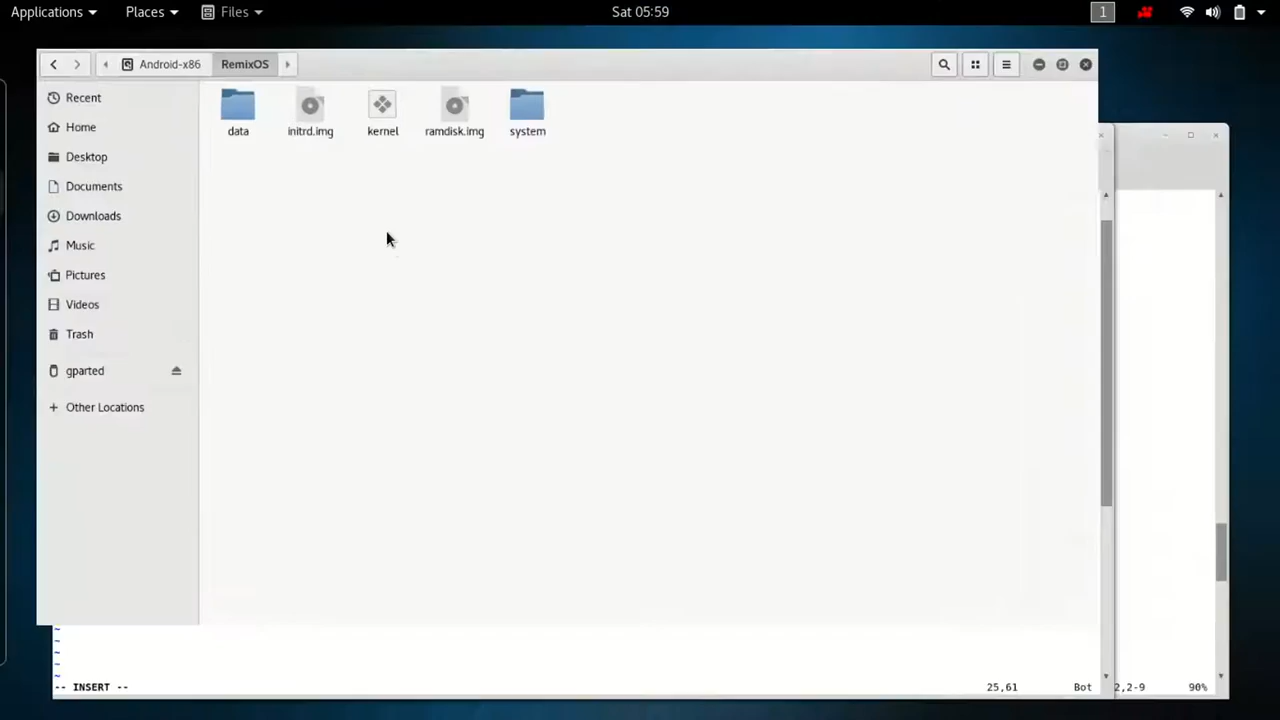 Applications Places Files Sat 05:59 1
Android-x86 RemixOS
Recent
Home
Desktop
Documents
Downloads
Music
Pictures
Videos
Trash
gparted
+ Other Locations
data initrd.img kernel ramdisk.img system
~
~
~
~
~
-- INSERT -- 25,61 Bot 2,2-9 90%